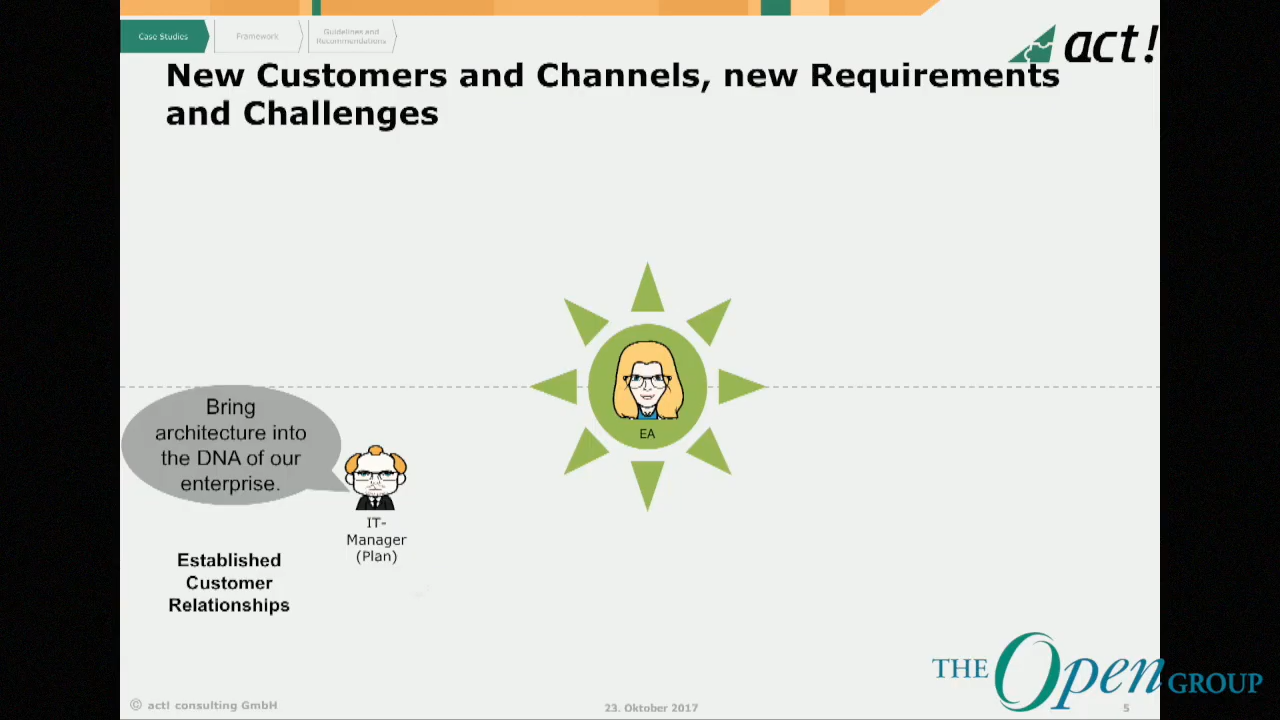 Case Studies
Framework
Guidelines and
Recommendations
act!
New Customers and Channels, new Requirements
and Challenges
Bring
architecture into
the DNA of our
enterprise.
EA
IT-
Manager
(Plan)
Established
Customer
Relationships
© act! consulting GmbH
23. Oktober 2017
5
THE Open GROUP